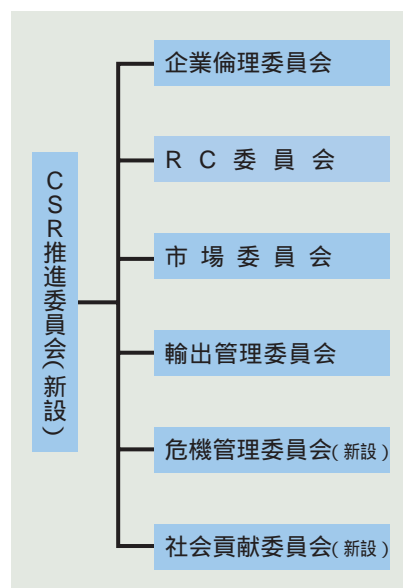 CSR推進委員会(新設)
企業倫理委員会
RC委員会
市場委員会
輸出管理委員会
危機管理委員会(新設)
社会貢献委員会(新設)